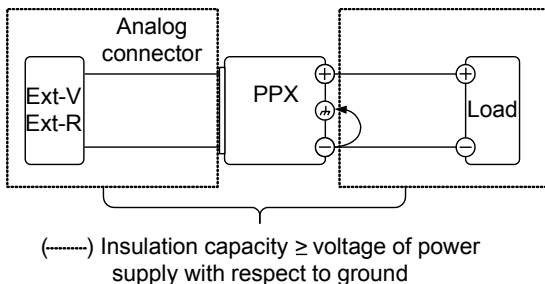 Analog
connector
Ext-V
Ext-R
PPX
+
-
+
-
Load
(--------) Insulation capacity ≥ voltage of power
supply with respect to ground